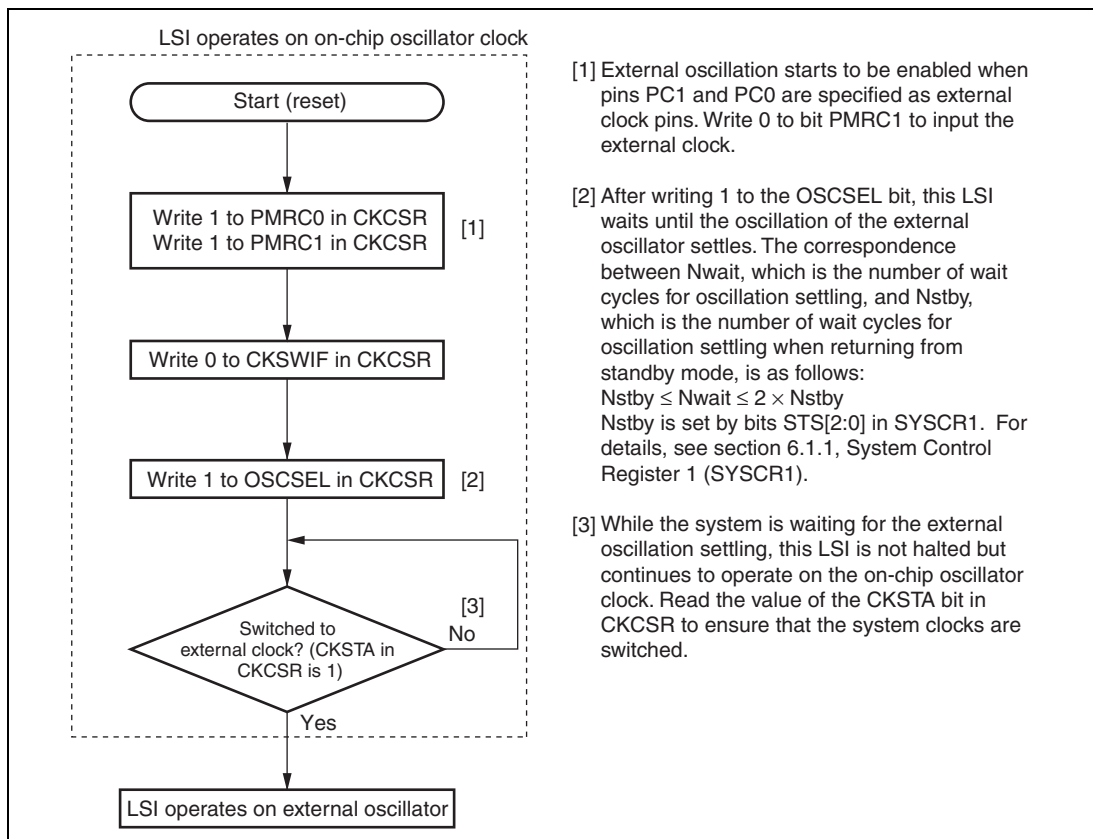 LSI operates on on-chip oscillator clock
Start (reset)
Write 1 to PMRC0 in CKCSR
Write 1 to PMRC1 in CKCSR
[1]
Write 0 to CKSWIF in CKCSR
Write 1 to OSCSEL in CKCSR
[2]
[3]
Switched to
external clock? (CKSTA in
CKCSR is 1)
No
Yes
LSI operates on external oscillator
[1] External oscillation starts to be enabled when
pins PC1 and PC0 are specified as external
clock pins. Write 0 to bit PMRC1 to input the
external clock.
[2] After writing 1 to the OSCSEL bit, this LSI
waits until the oscillation of the external
oscillator settles. The correspondence
between Nwait, which is the number of wait
cycles for oscillation settling, and Nstby,
which is the number of wait cycles for
oscillation settling when returning from
standby mode, is as follows:
Nstby ≤ Nwait ≤ 2 × Nstby
Nstby is set by bits STS[2:0] in SYSCR1. For
details, see section 6.1.1, System Control
Register 1 (SYSCR1).
[3] While the system is waiting for the external
oscillation settling, this LSI is not halted but
continues to operate on the on-chip oscillator
clock. Read the value of the CKSTA bit in
CKCSR to ensure that the system clocks are
switched.